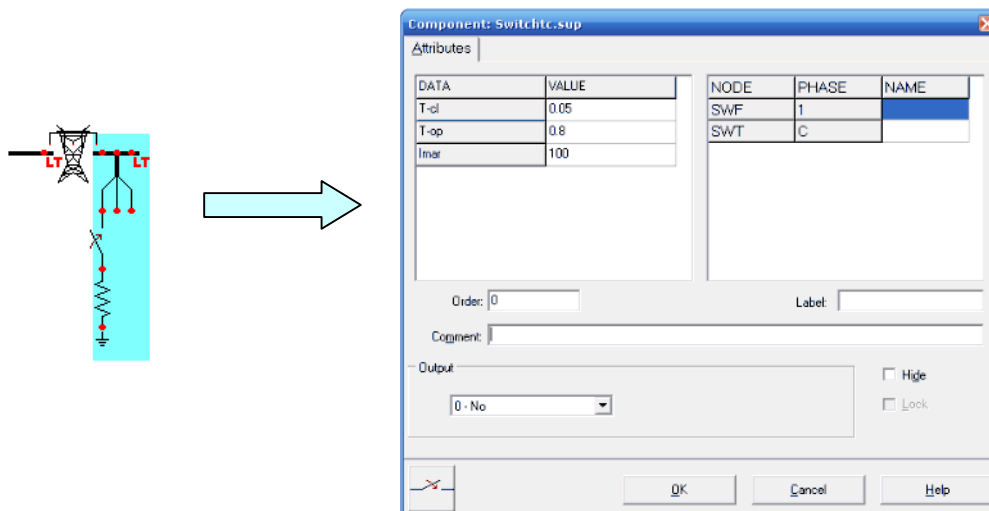 Component: Switchtc.sup
Attributes
DATA VALUE
T-cl 0.05
T-op 0.8
Imar 100
NODE PHASE NAME
SWF 1
SWT C
LT LT
Order: 0
Label:
Comment:
Output
0 - No
Hide
Lock
OK Cancel Help